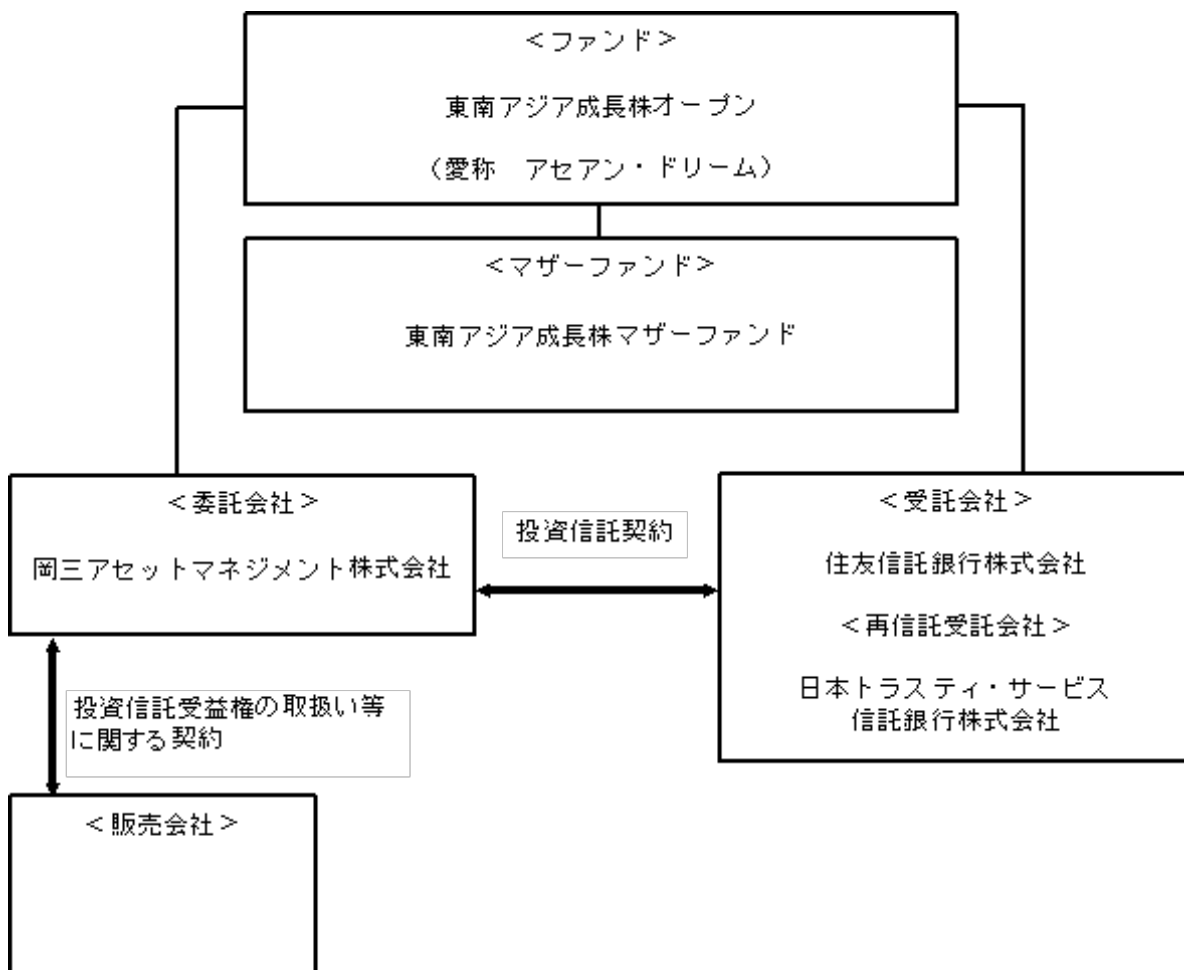 ＜ファンド＞
東南アジア成長株オープン
（愛称　アセアン・ドリーム）
＜マザーファンド＞
東南アジア成長株マザーファンド
＜委託会社＞
岡三アセットマネジメント株式会社
投資信託契約
＜受託会社＞
住友信託銀行株式会社
＜再信託受託会社＞
日本トラスティ・サービス
信託銀行株式会社
投資信託受益権の取扱い等
に関する契約
＜販売会社＞